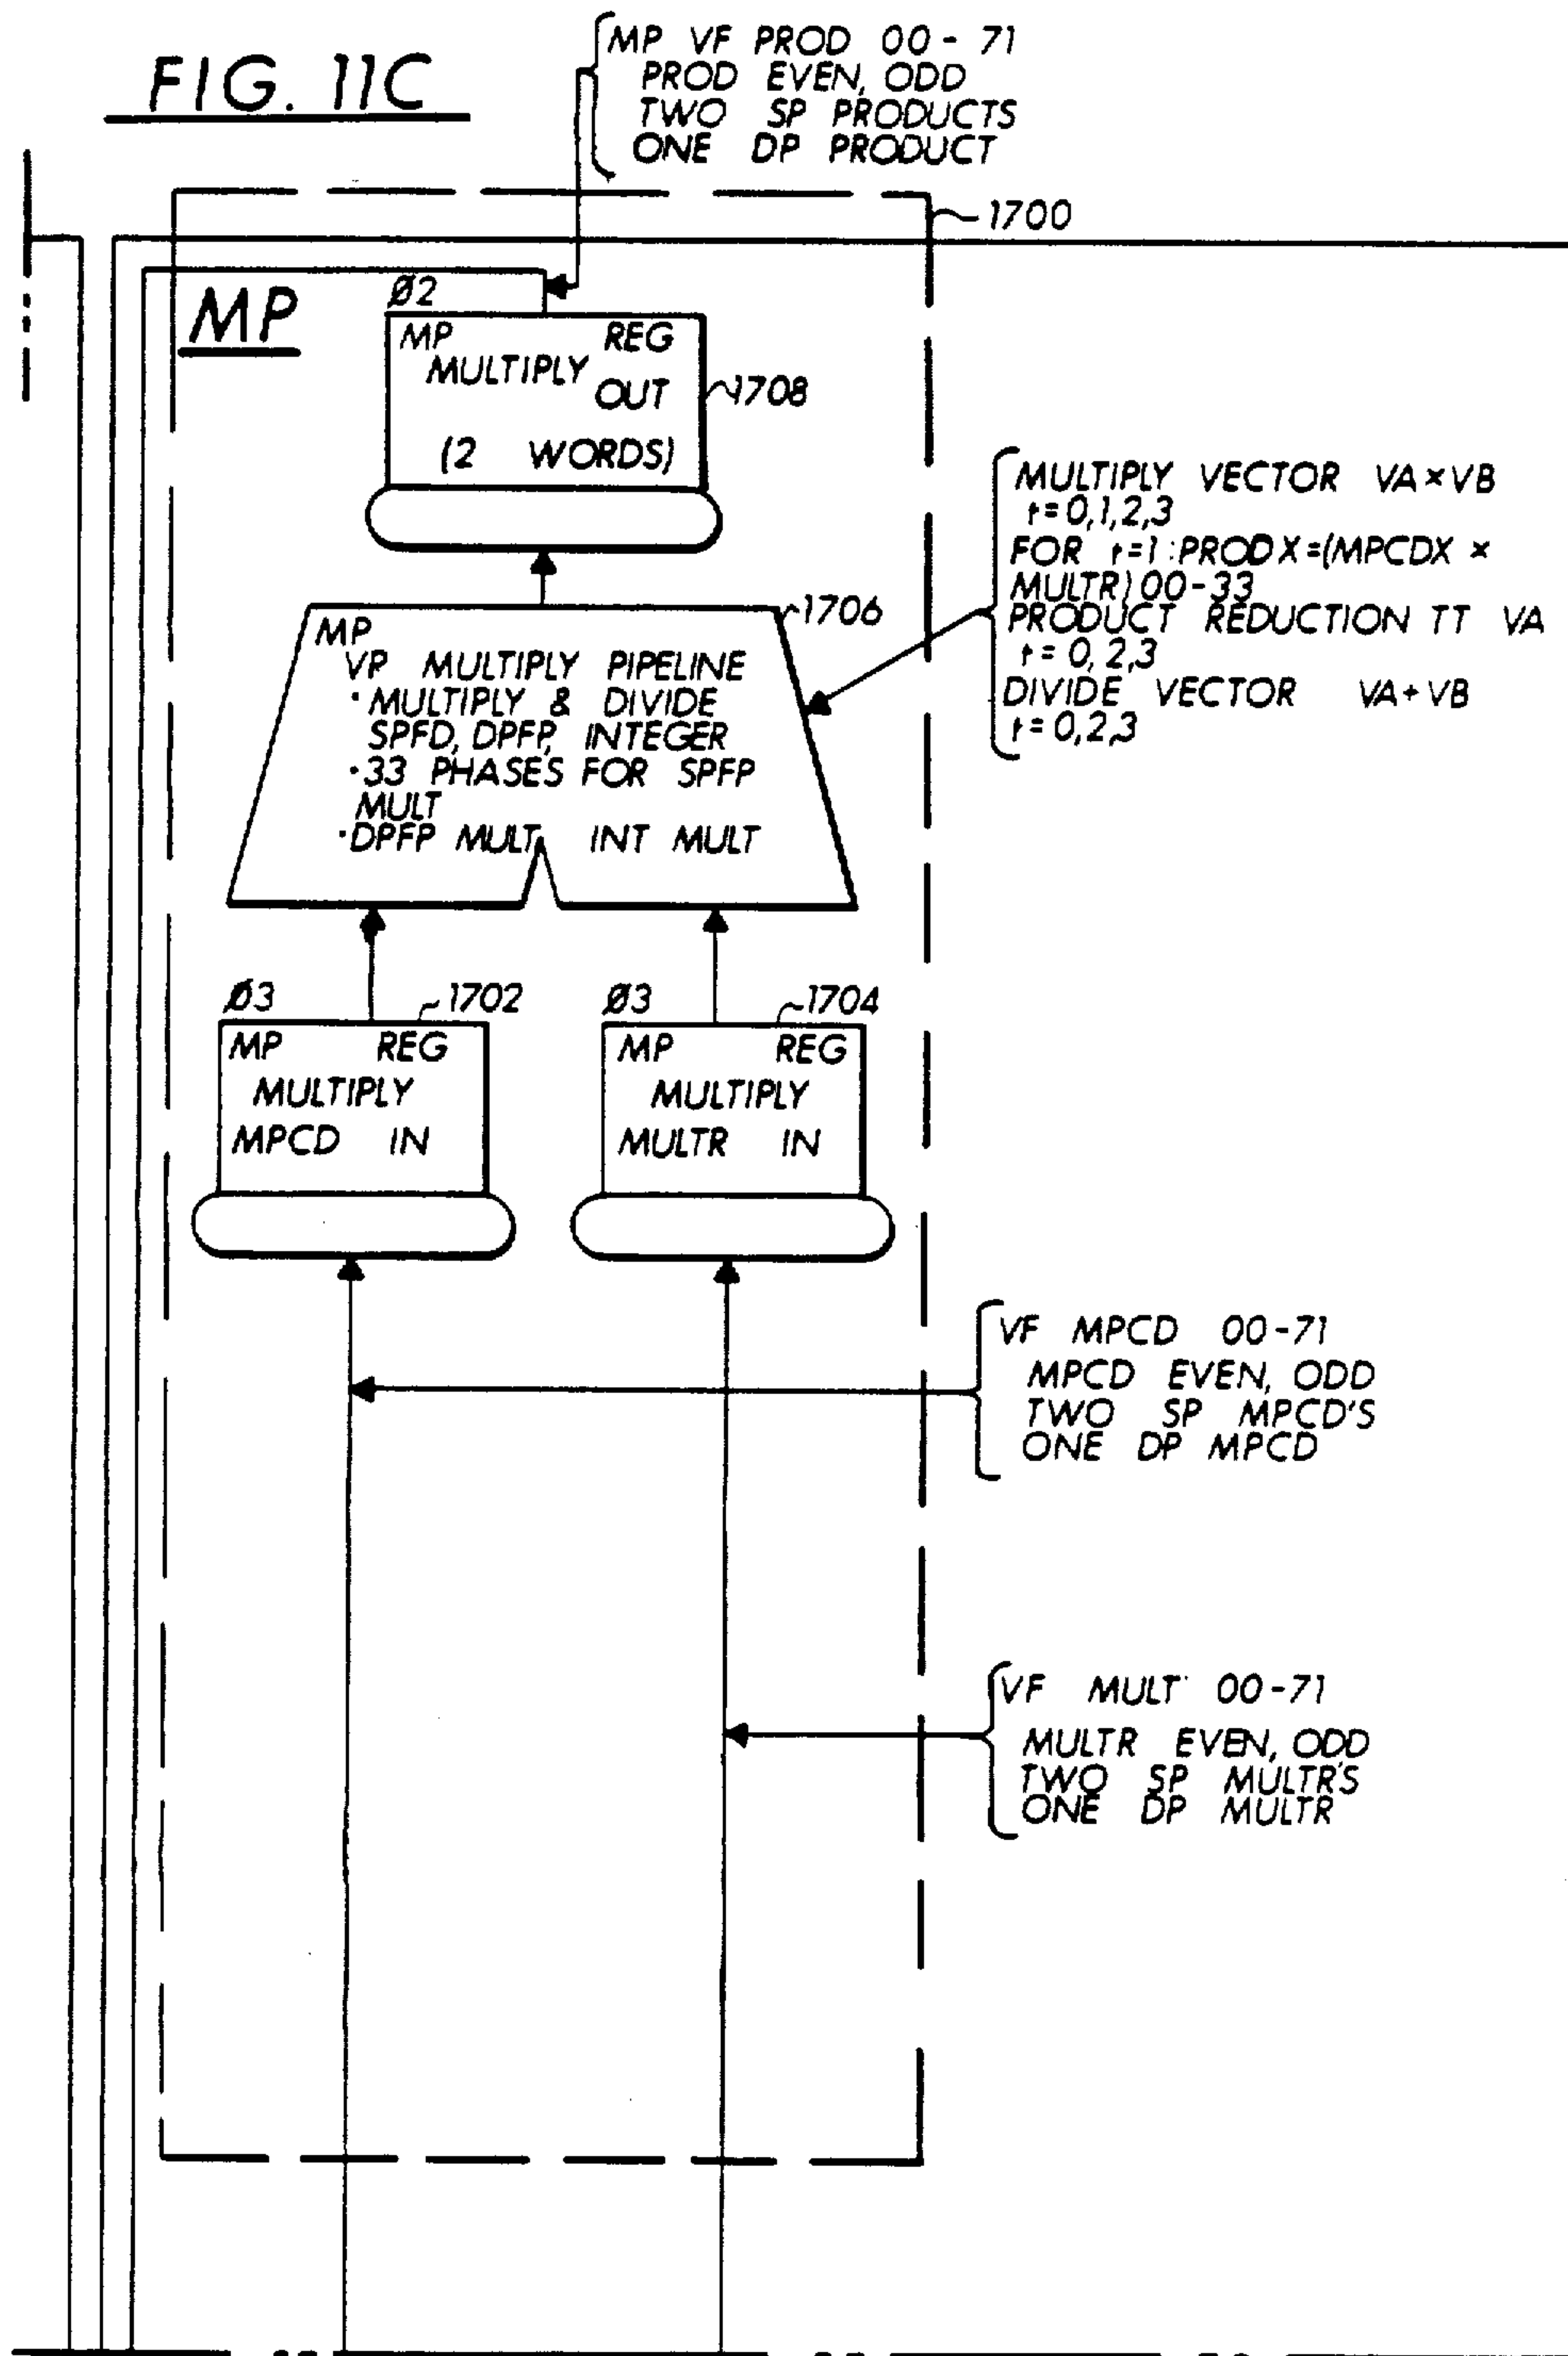 FIG. 11C
MP VF PROD 00-71
PROD EVEN, ODD
TWO SP PRODUCTS
ONE DP PRODUCT
1700
MP
Ø2
MP REG
MULTIPLY
OUT
(2 WORDS)
1708
MULTIPLY VECTOR VA×VB
t=0,1,2,3
FOR t=1:PRODX=(MPCDX ×
MULTR)00-33
PRODUCT REDUCTION TT VA
t=0,2,3
DIVIDE VECTOR VA+VB
t=0,2,3
1706
MP
VP MULTIPLY PIPELINE
•MULTIPLY & DIVIDE
SPFD, DPFP, INTEGER
•33 PHASES FOR SPFP
MULT
•DPFP MULT, INT MULT
Ø3
1702
MP REG
MULTIPLY
MPCD IN
Ø3
1704
MP REG
MULTIPLY
MULTR IN
VF MPCD 00-71
MPCD EVEN, ODD
TWO SP MPCD'S
ONE DP MPCD
VF MULT 00-71
MULTR EVEN, ODD
TWO SP MULTR'S
ONE DP MULTR